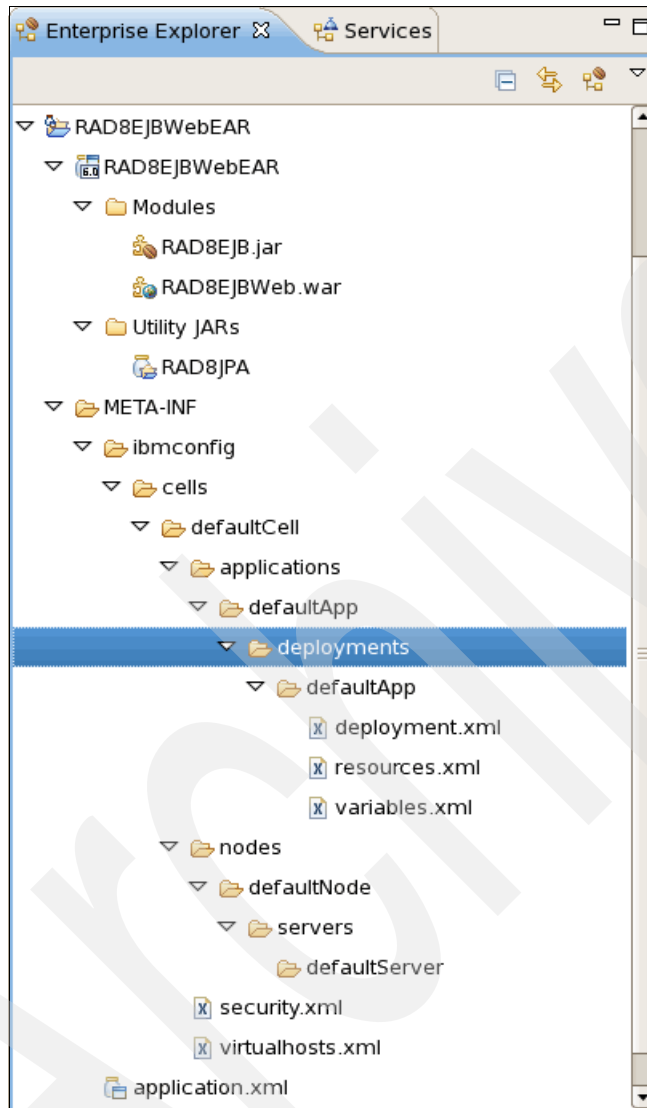 Enterprise Explorer Services
RAD8EJBWebEAR
6.0 RAD8EJBWebEAR
Modules
RAD8EJB.jar
RAD8EJBWeb.war
Utility JARs
RAD8JPA
META-INF
ibmconfig
cells
defaultCell
applications
defaultApp
deployments
defaultApp
deployment.xml
resources.xml
variables.xml
nodes
defaultNode
servers
defaultServer
security.xml
virtualhosts.xml
application.xml